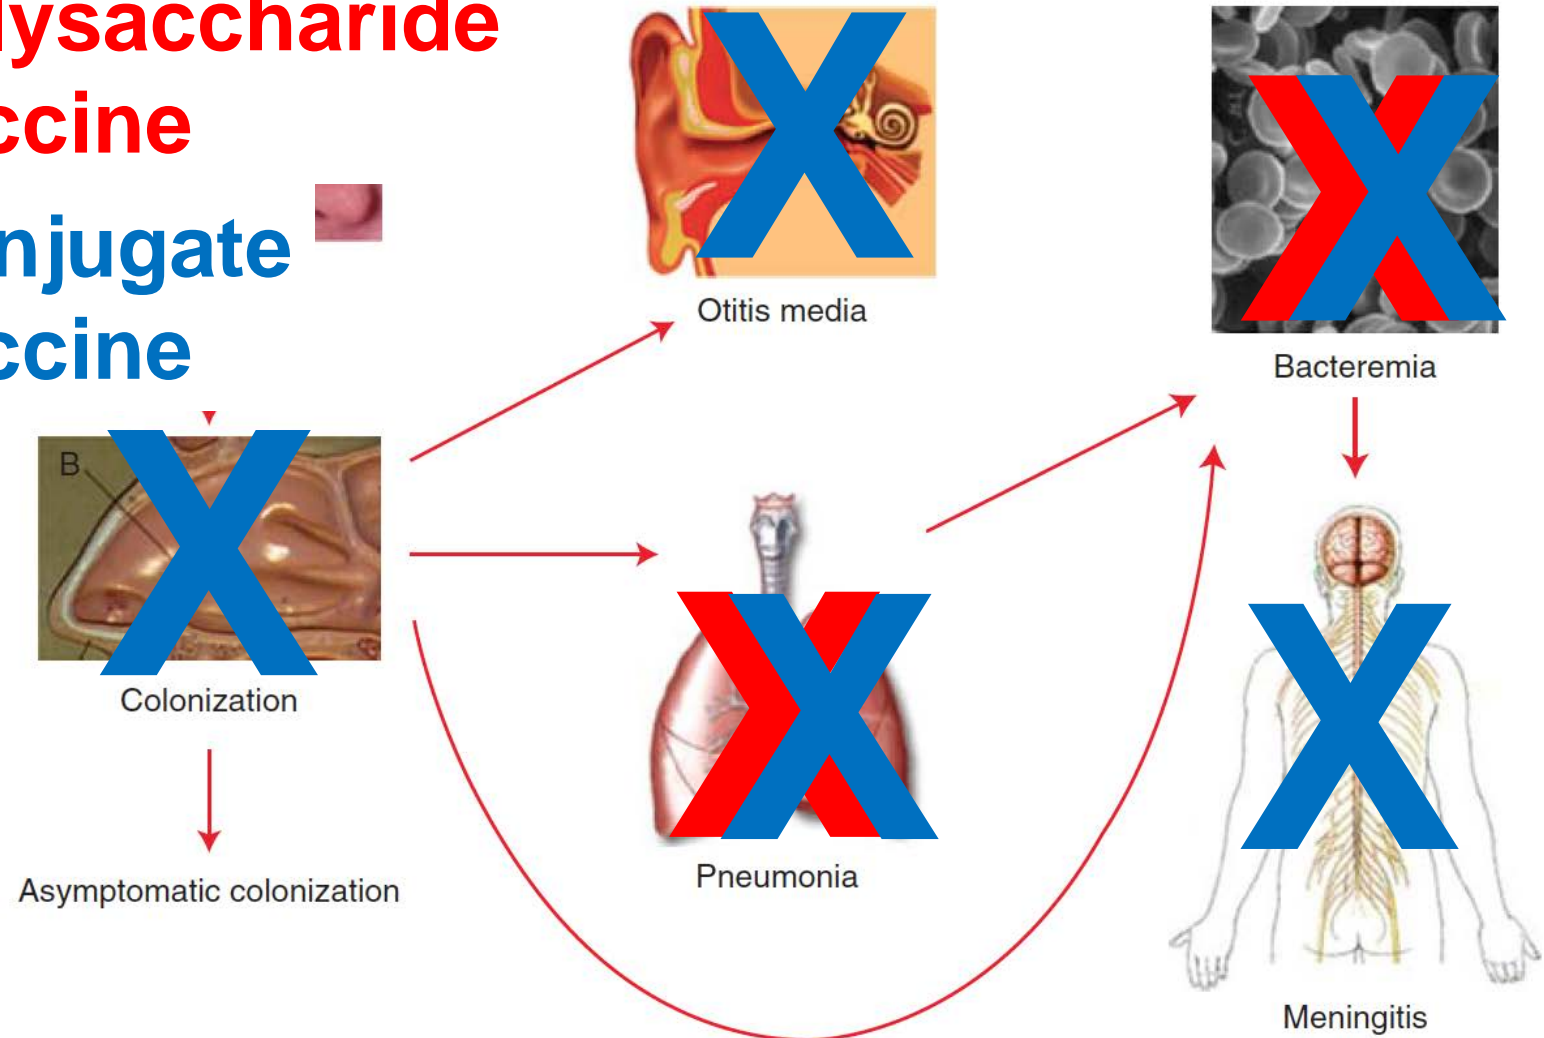 lysaccharide
ccine
njugate
ccine
Otitis media
Bacteremia
B
Colonization
Asymptomatic colonization
Pneumonia
Meningitis